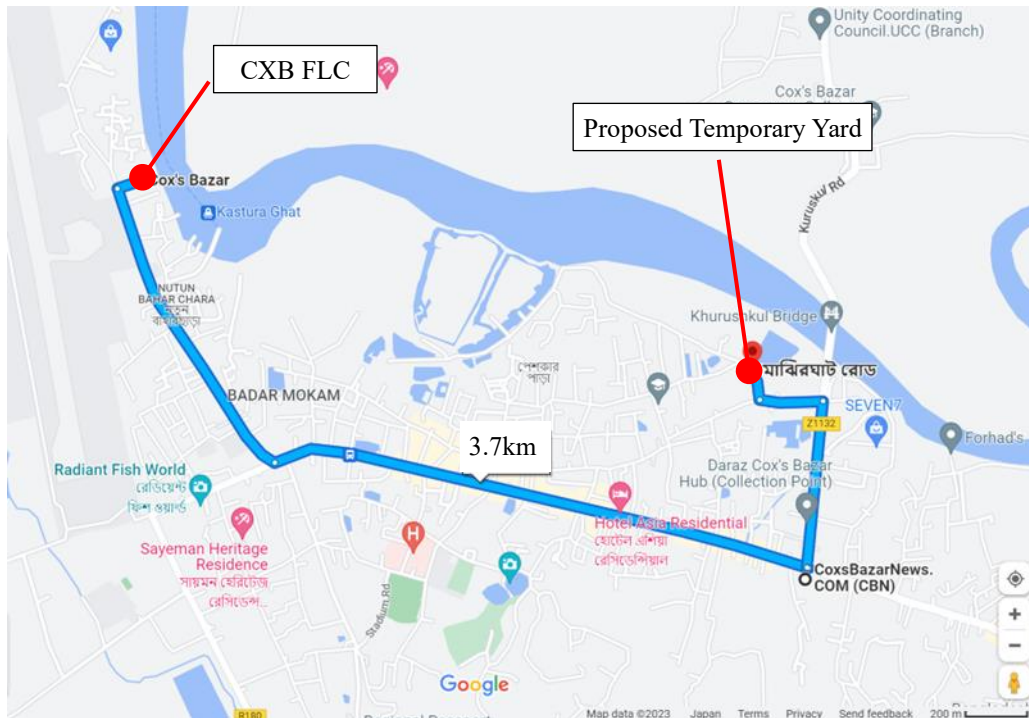 Unity Coordinating
Council.UCC (Branch)
CXB FLC
Cox's Bazar
Proposed Temporary Yard
Kuruskul Rd
Cox's Bazar
Kastura Ghat
NUTUN
BAHAR CHARA
নতুন
বাহারছাড়া
Khurushkul Bridge
পেশকার
পাড়া
মাঝিরঘাট রোড
BADAR MOKAM
SEVEN7
Z1132
3.7km
Forhad's
Radiant Fish World
রেডিয়েন্ট
ফিশ ওয়ার্ল্ড
Daraz Cox's Bazar
Hub (Collection Point)
H
Hotel Asia Residential
হোটেল এশিয়া
রেসিডেন্সিয়াল
Sayeman Heritage
Residence
সায়মন হেরিটেজ
রেসিডেন্স...
CoxsBazarNews.
COM (CBN)
Stadium Rd
Google
R180
Map data ©2023 Japan Terms Privacy Send feedback 200 m